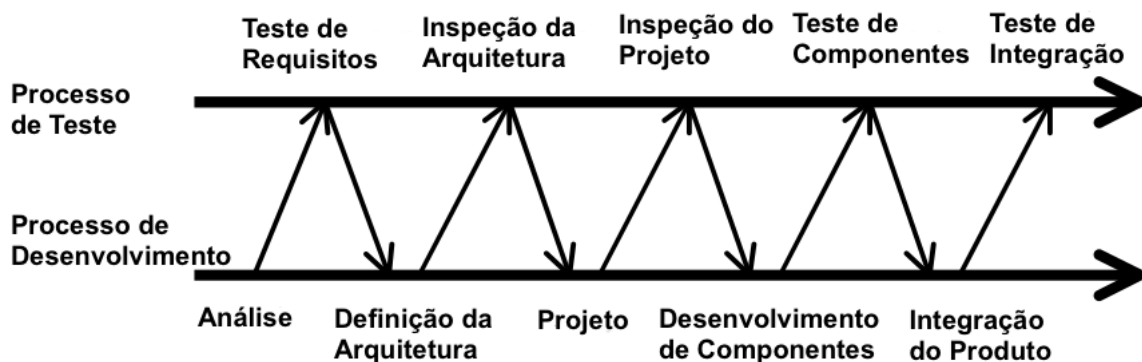 Teste de
Requisitos
Inspeção da
Arquitetura
Inspeção do
Projeto
Teste de
Componentes
Teste de
Integração
Processo
de Teste
Processo de
Desenvolvimento
Análise
Definição da
Arquitetura
Projeto
Desenvolvimento
de Componentes
Integração
do Produto